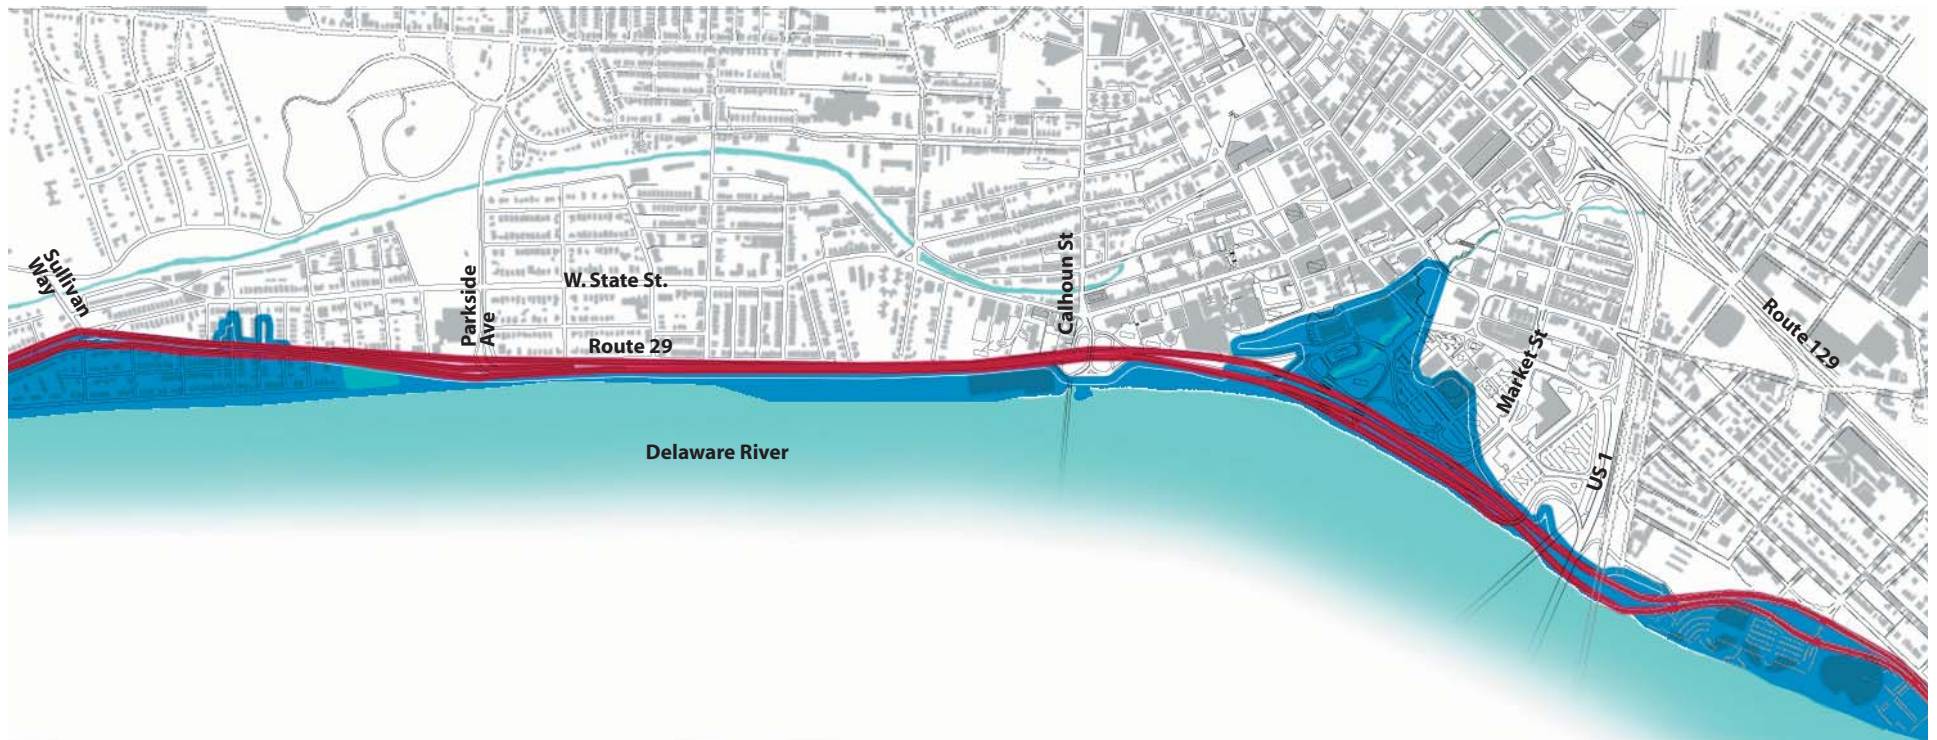 Sullivan
Way
Parkside
Ave
W. State St.
Route 29
Calhoun St
Delaware River
Market St
US 1
Route 129